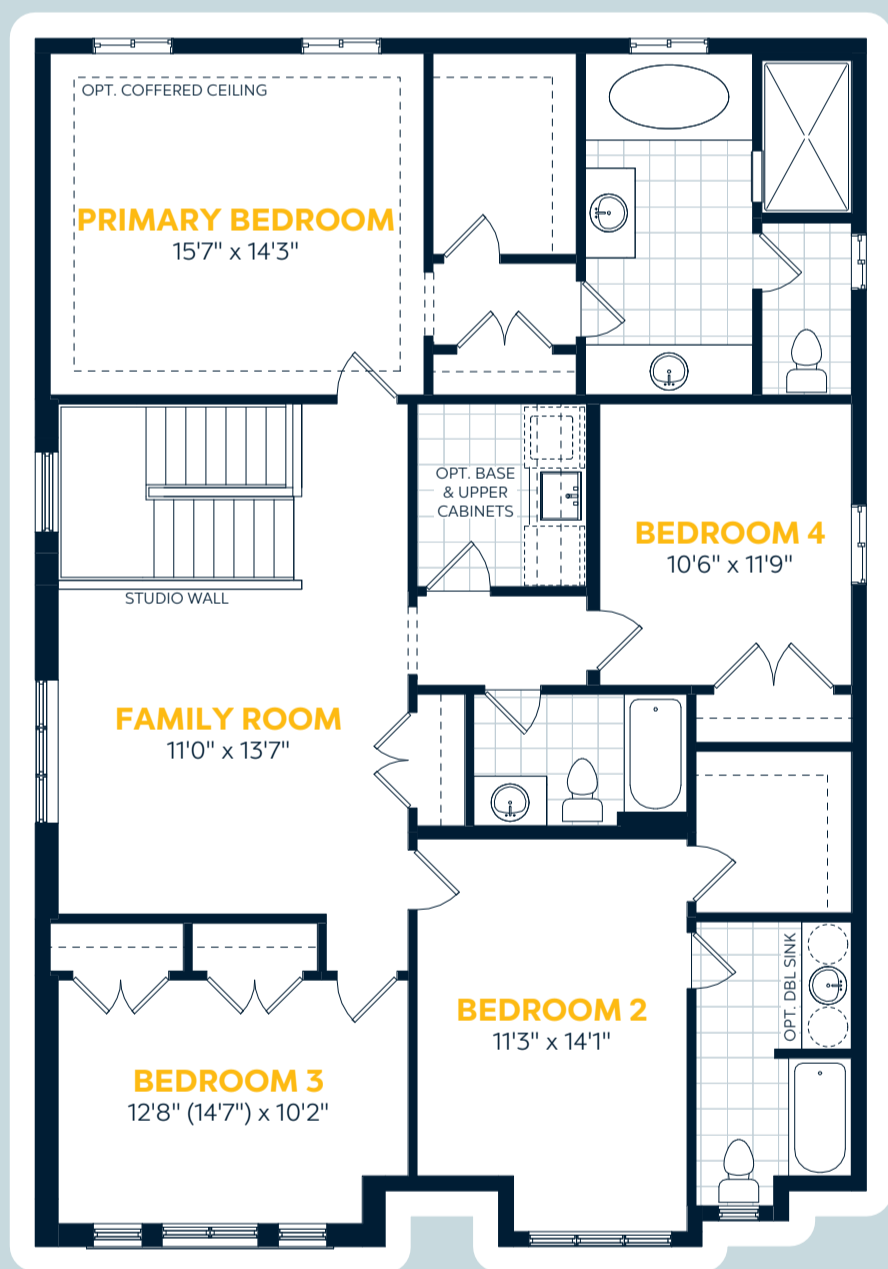 OPT. COFFERED CEILING
PRIMARY BEDROOM
15'7" x 14'3"
OPT. BASE
& UPPER
CABINETS
BEDROOM 4
10'6" x 11'9"
STUDIO WALL
FAMILY ROOM
11'0" x 13'7"
OPT. DBL SINK
BEDROOM 2
11'3" x 14'1"
BEDROOM 3
12'8" (14'7") x 10'2"